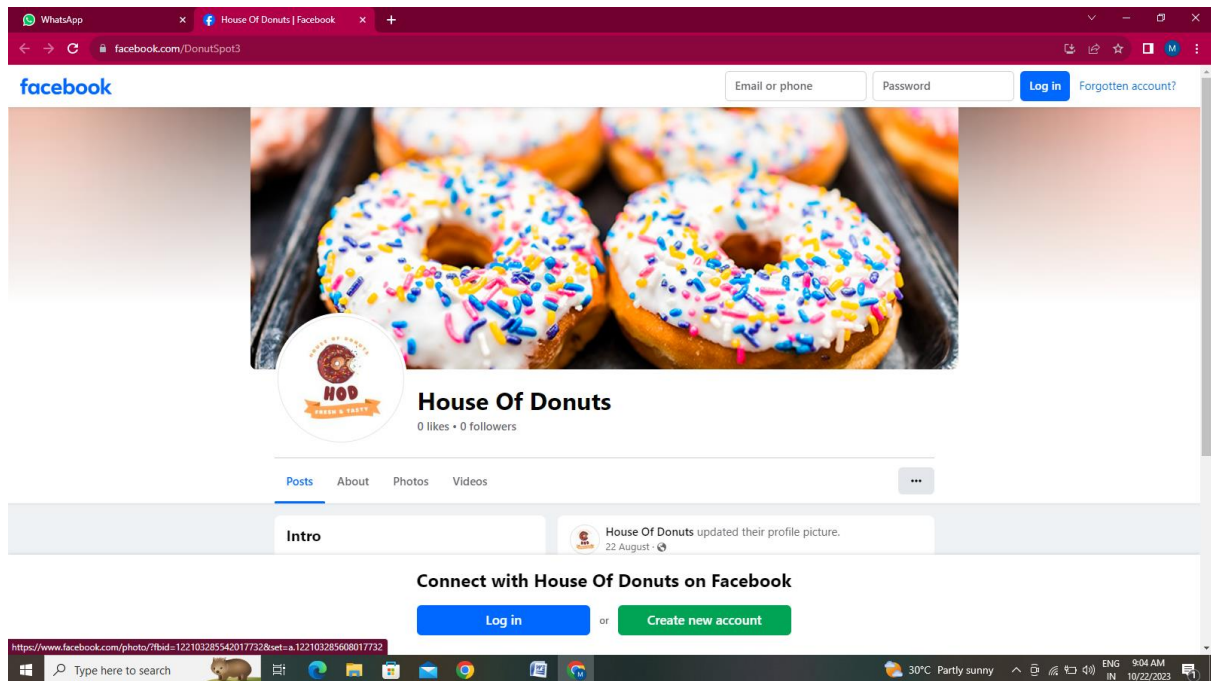 WhatsApp
House Of Donuts | Facebook
facebook.com/DonutSpot3
M
facebook
Email or phone
Password
Log in
Forgotten account?
HOUSE OF DONUTS
HOD
FRESH & TASTY
House Of Donuts
0 likes • 0 followers
Posts About Photos Videos
Intro
House Of Donuts updated their profile picture.
22 August
Connect with House Of Donuts on Facebook
Log in or Create new account
https://www.facebook.com/photo/?fbid=122103285542017732&set=a.122103285608017732
Type here to search
30°C Partly sunny
ENG
IN
9:04 AM
10/22/2023